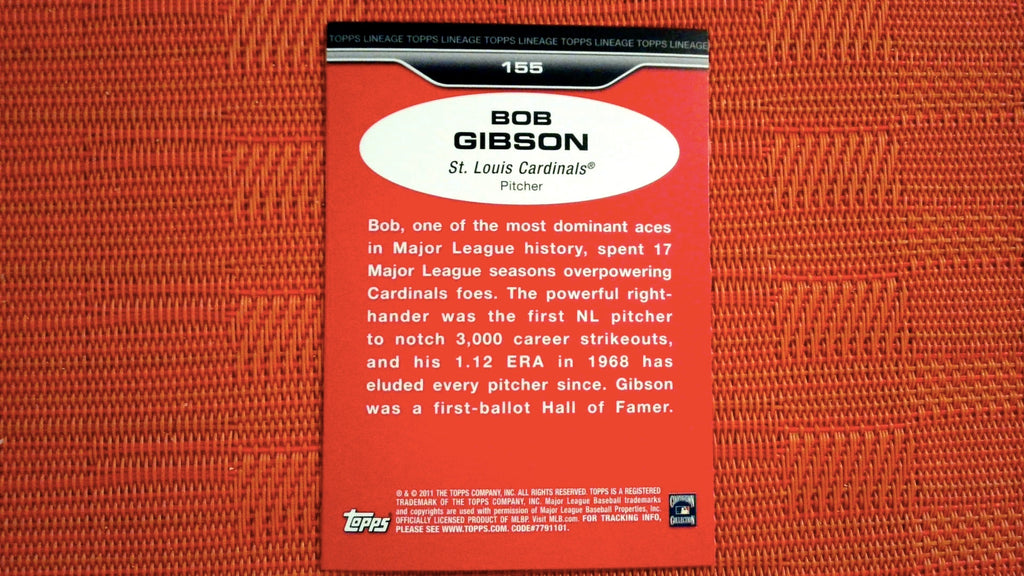 TOPPS LINEAGE TOPPS LINEAGE TOPPS LINEAGE TOPPS LINEAGE TOPPS LINEAGE
155
BOB
GIBSON
St. Louis Cardinals®
Pitcher
Bob, one of the most dominant aces
in Major League history, spent 17
Major League seasons overpowering
Cardinals foes. The powerful right-
hander was the first NL pitcher
to notch 3,000 career strikeouts,
and his 1.12 ERA in 1968 has
eluded every pitcher since. Gibson
was a first-ballot Hall of Famer.
® & © 2011 THE TOPPS COMPANY, INC. ALL RIGHTS RESERVED. TOPPS IS A REGISTERED
TRADEMARK OF THE TOPPS COMPANY, INC. Major League Baseball trademarks
and copyrights are used with permission of Major League Baseball Properties, Inc.
OFFICIALLY LICENSED PRODUCT OF MLBP. Visit MLB.com. FOR TRACKING INFO,
PLEASE SEE WWW.TOPPS.COM. CODE#7791101.
Topps
COOPERSTOWN
COLLECTION